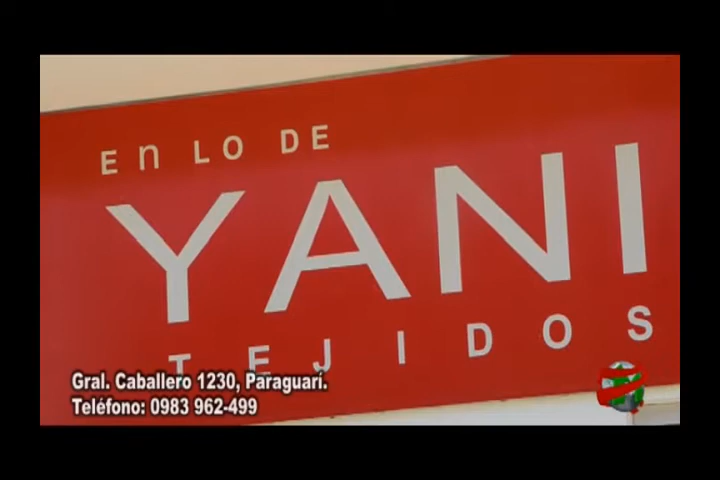 En LO DE
YANI
TEJIDOS
Gral. Caballero 1230, Paraguarí.
Teléfono: 0983 962-499